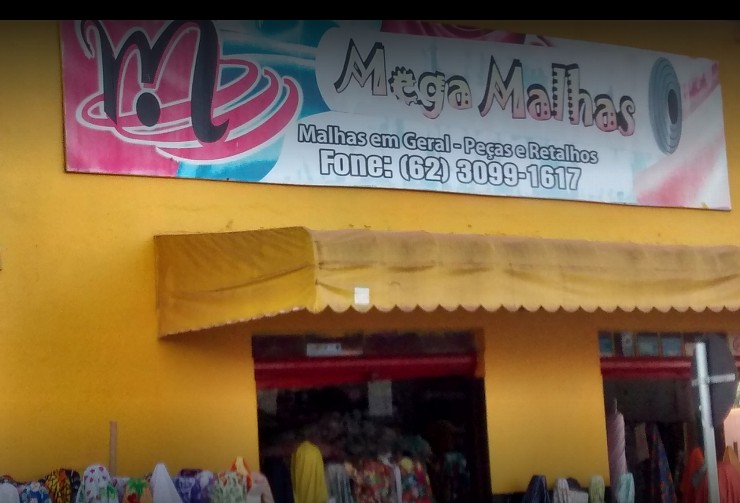 Mega Malhas
Malhas em Geral - Peças e Retalhos
Fone: (62) 3099-1617